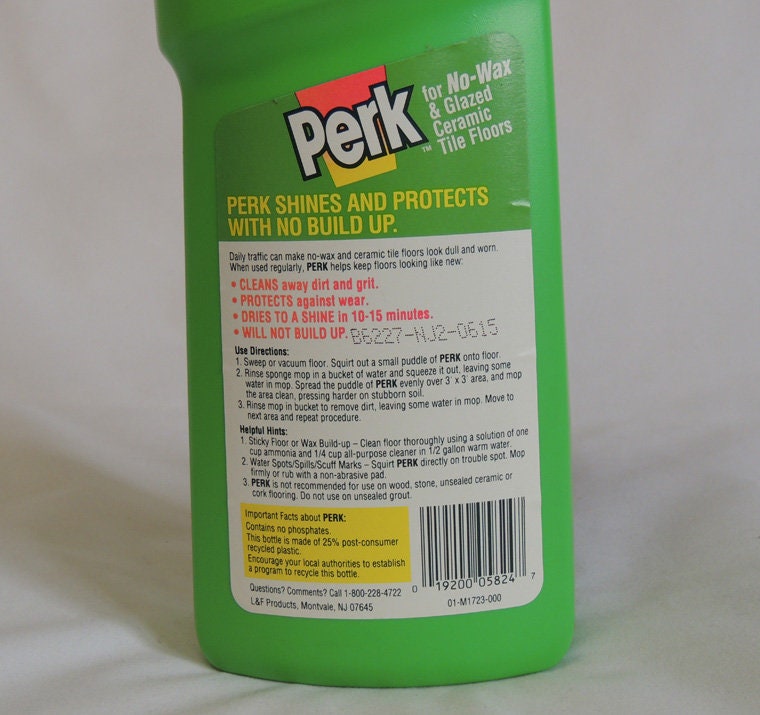 Perk™
for No-Wax
& Glazed
Ceramic
Tile Floors
PERK SHINES AND PROTECTS
WITH NO BUILD UP.
Daily traffic can make no-wax and ceramic tile floors look dull and worn.
When used regularly, PERK helps keep floors looking like new:
• CLEANS away dirt and grit.
• PROTECTS against wear.
• DRIES TO A SHINE in 10-15 minutes.
• WILL NOT BUILD UP.
B6227-NJ2-0615
Use Directions:
1. Sweep or vacuum floor. Squirt out a small puddle of PERK onto floor.
2. Rinse sponge mop in a bucket of water and squeeze it out, leaving some
water in mop. Spread the puddle of PERK evenly over 3' x 3' area, and mop
the area clean, pressing harder on stubborn soil.
3. Rinse mop in bucket to remove dirt, leaving some water in mop. Move to
next area and repeat procedure.
Helpful Hints:
1. Sticky Floor or Wax Build-up – Clean floor thoroughly using a solution of one
cup ammonia and 1/4 cup all-purpose cleaner in 1/2 gallon warm water.
2. Water Spots/Spills/Scuff Marks – Squirt PERK directly on trouble spot. Mop
firmly or rub with a non-abrasive pad.
3. PERK is not recommended for use on wood, stone, unsealed ceramic or
cork flooring. Do not use on unsealed grout.
Important Facts about PERK:
Contains no phosphates.
This bottle is made of 25% post-consumer
recycled plastic.
Encourage your local authorities to establish
a program to recycle this bottle.
Questions? Comments? Call 1-800-228-4722
L&F Products, Montvale, NJ 07645
0 19200 05824 7
01-M1723-000